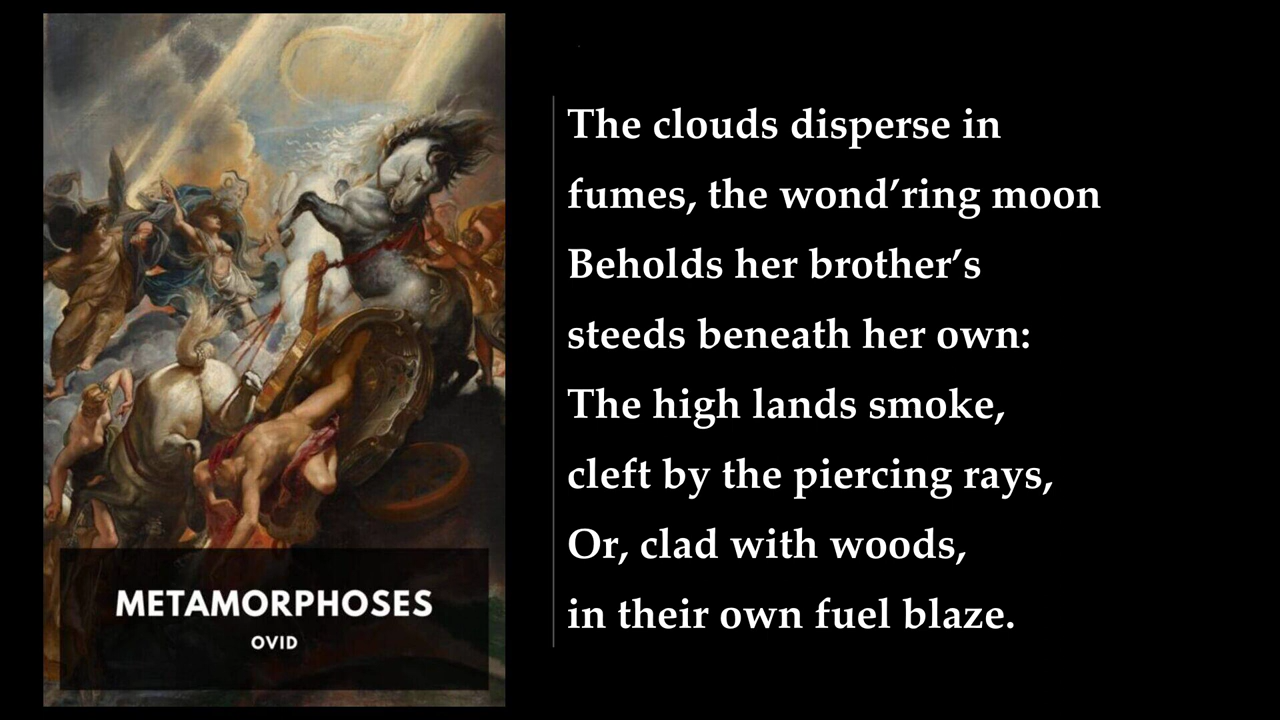 METAMORPHOSES
OVID
The clouds disperse in
fumes, the wond’ring moon
Beholds her brother’s
steeds beneath her own:
The high lands smoke,
cleft by the piercing rays,
Or, clad with woods,
in their own fuel blaze.